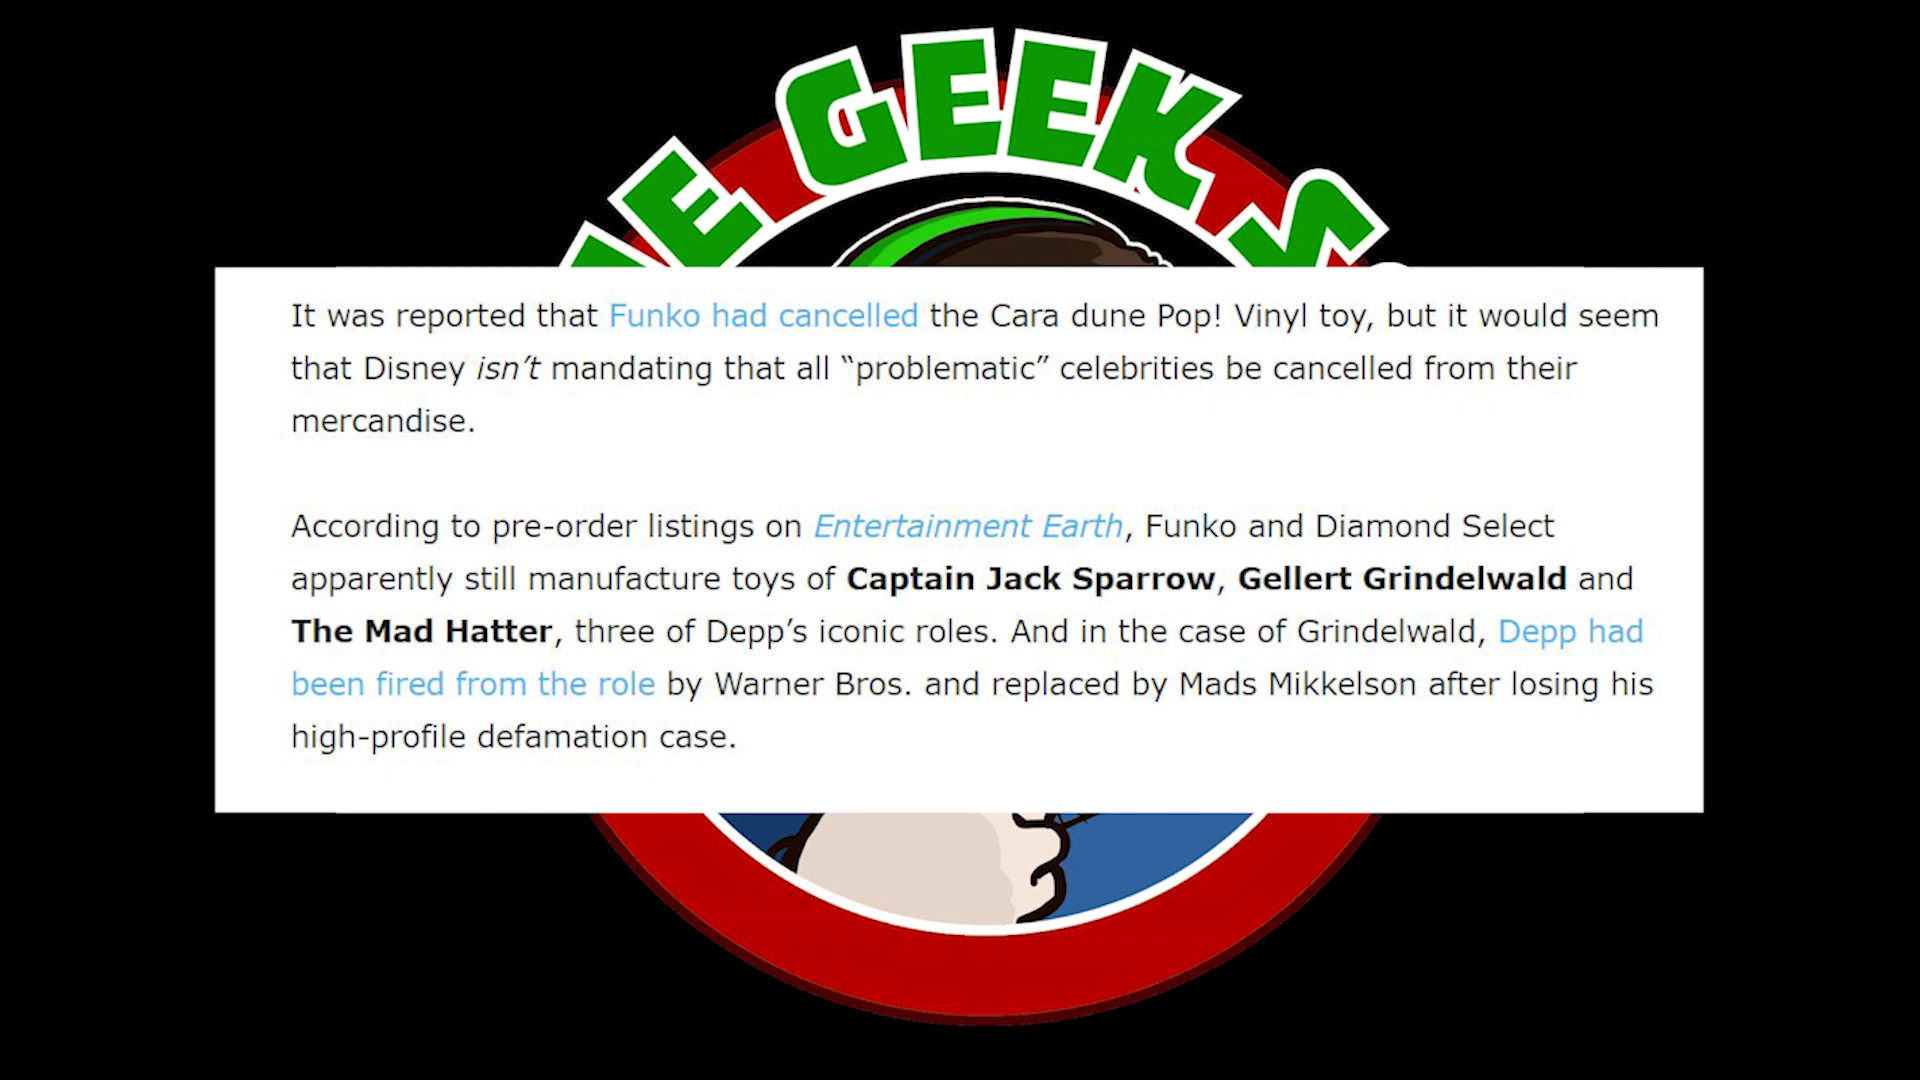 GEEKS
It was reported that Funko had cancelled the Cara dune Pop! Vinyl toy, but it would seem
that Disney isn’t mandating that all “problematic” celebrities be cancelled from their
mercandise.
According to pre-order listings on Entertainment Earth, Funko and Diamond Select
apparently still manufacture toys of Captain Jack Sparrow, Gellert Grindelwald and
The Mad Hatter, three of Depp’s iconic roles. And in the case of Grindelwald, Depp had
been fired from the role by Warner Bros. and replaced by Mads Mikkelson after losing his
high-profile defamation case.